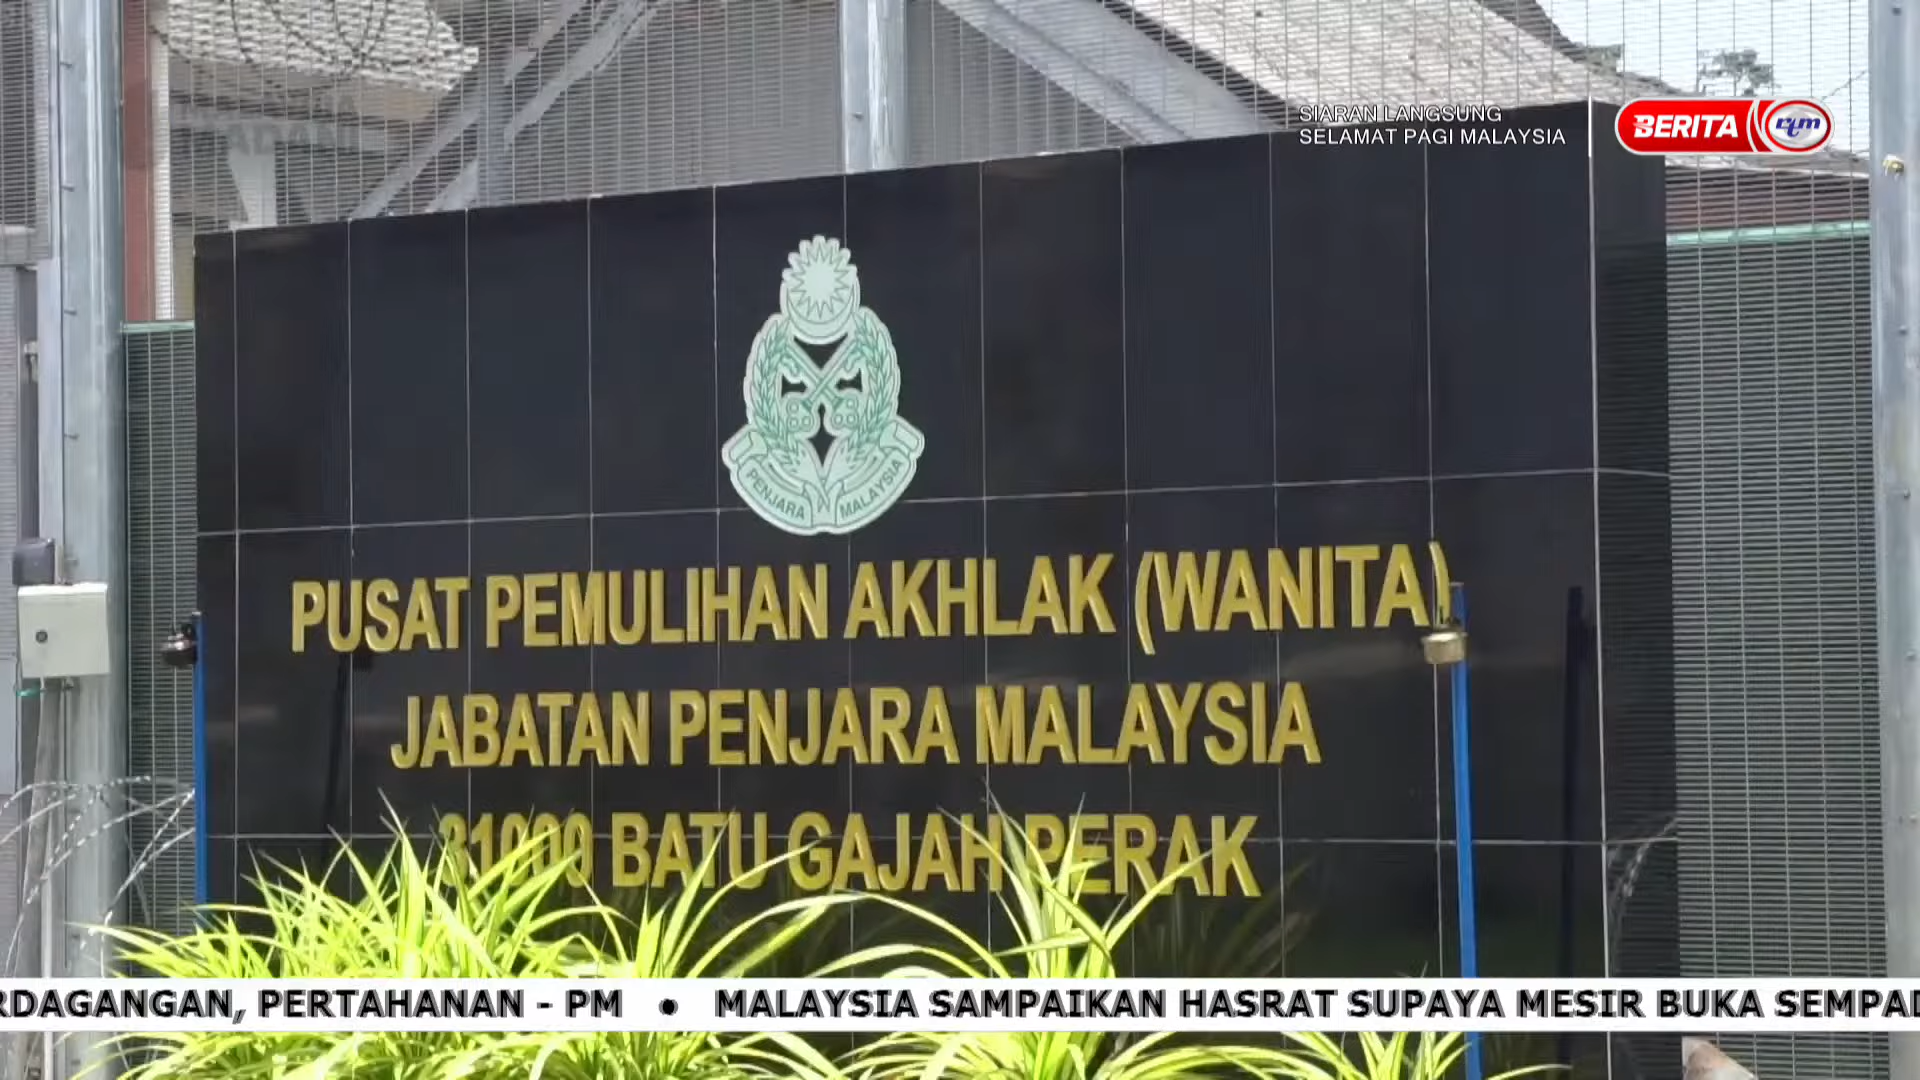 SIARAN LANGSUNG
SELAMAT PAGI MALAYSIA
BERITA rtm
PENJARA MALAYSIA
PUSAT PEMULIHAN AKHLAK (WANITA)
JABATAN PENJARA MALAYSIA
31000 BATU GAJAH PERAK
RDAGANGAN, PERTAHANAN - PM • MALAYSIA SAMPAIKAN HASRAT SUPAYA MESIR BUKA SEMPAD